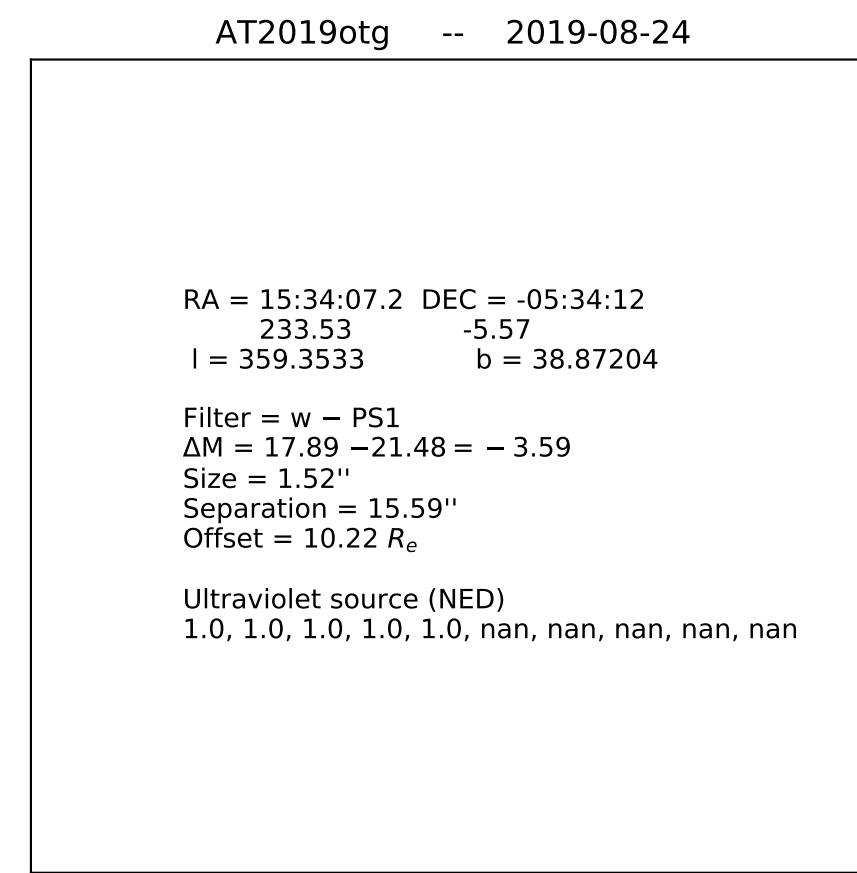 AT2019otg -- 2019-08-24
RA = 15:34:07.2 DEC = -05:34:12
233.53 -5.57
l = 359.3533 b = 38.87204
Filter = w − PS1
ΔM = 17.89 −21.48 = − 3.59
Size = 1.52''
Separation = 15.59''
Offset = 10.22 Re
Ultraviolet source (NED)
1.0, 1.0, 1.0, 1.0, 1.0, nan, nan, nan, nan, nan